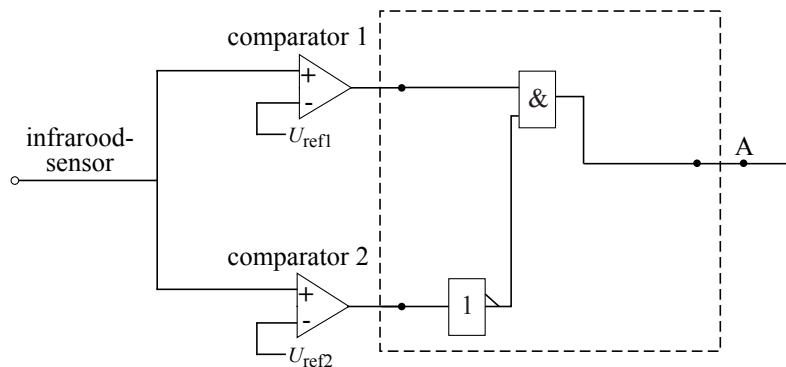 comparator 1
+
-
U ref1
&
infrarood-
sensor
A
comparator 2
+
-
U ref2
1